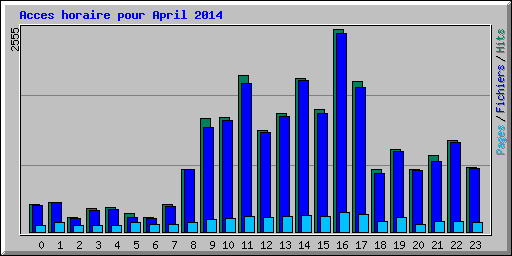 Acces horaire pour April 2014
2555
Pages / Fichiers / Hits
0 1 2 3 4 5 6 7 8 9 10 11 12 13 14 15 16 17 18 19 20 21 22 23